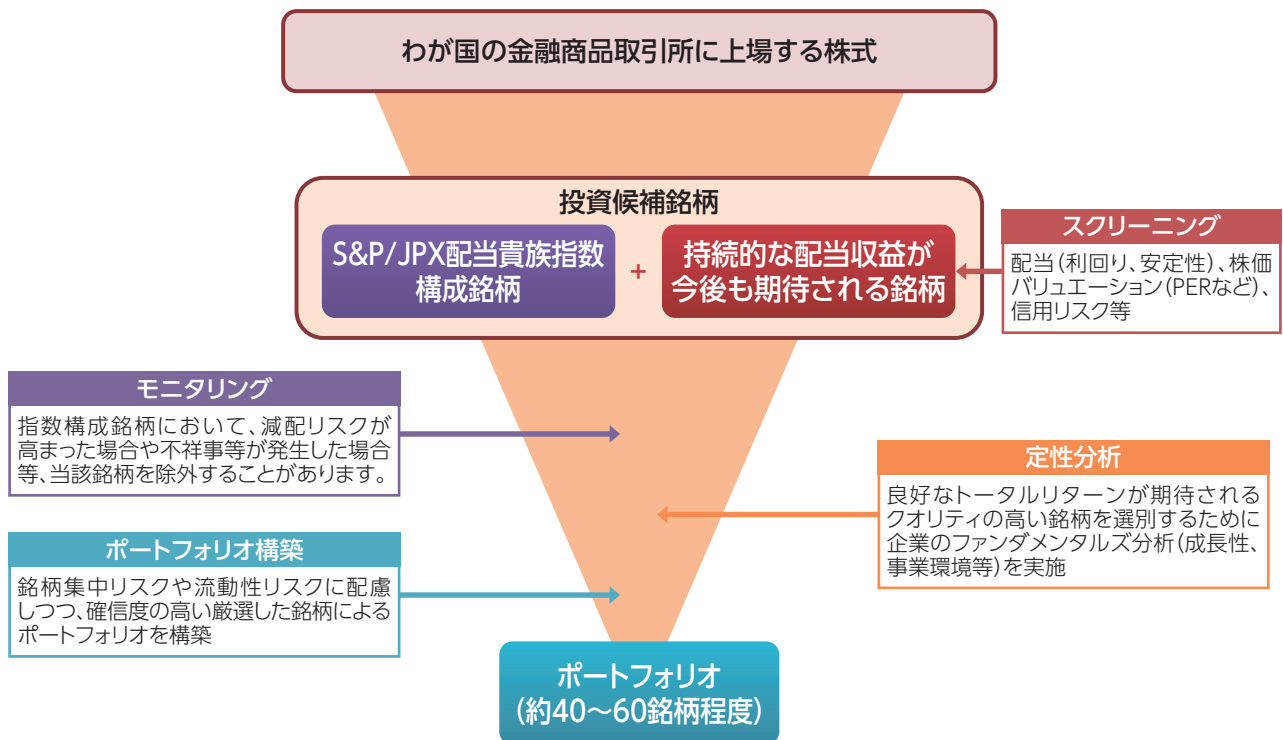 わが国の金融商品取引所に上場する株式
投資候補銘柄
S&P/JPX配当貴族指数
構成銘柄
+
持続的な配当収益が
今後も期待される銘柄
スクリーニング
配当(利回り、安定性)、株価
バリュエーション(PERなど)、
信用リスク等
モニタリング
指数構成銘柄において、減配リスクが
高まった場合や不祥事等が発生した場合
等、当該銘柄を除外することがあります。
定性分析
良好なトータルリターンが期待される
クオリティの高い銘柄を選別するために
企業のファンダメンタルズ分析(成長性、
事業環境等)を実施
ポートフォリオ構築
銘柄集中リスクや流動性リスクに配慮
しつつ、確信度の高い厳選した銘柄による
ポートフォリオを構築
ポートフォリオ
(約40〜60銘柄程度)